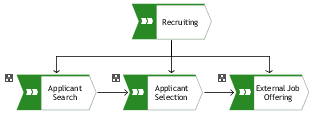 Recruiting
Applicant
Search
Applicant
Selection
External Job
Offering